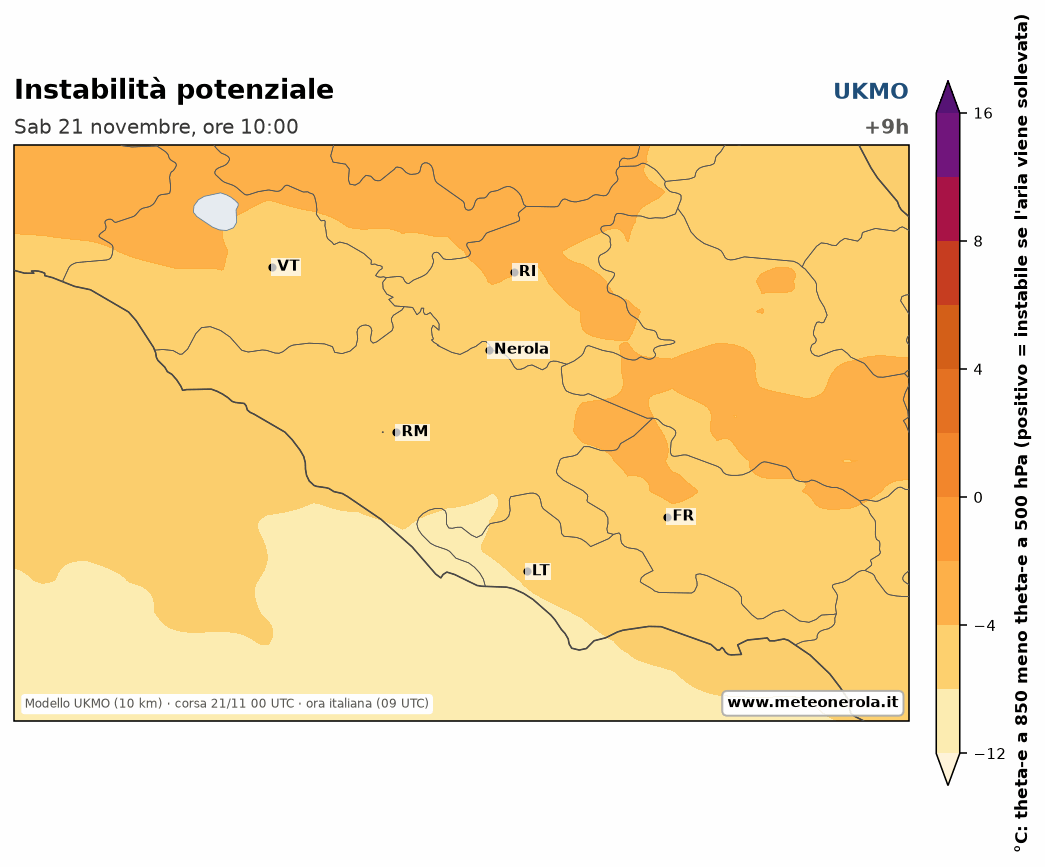 Instabilità potenziale
UKMO
Sab 21 novembre, ore 10:00
+9h
VT
RI
Nerola
RM
FR
LT
Modello UKMO (10 km) · corsa 21/11 00 UTC · ora italiana (09 UTC)
www.meteonerola.it
16
8
4
0
−4
−12
°C: theta-e a 850 meno theta-e a 500 hPa (positivo = instabile se l'aria viene sollevata)